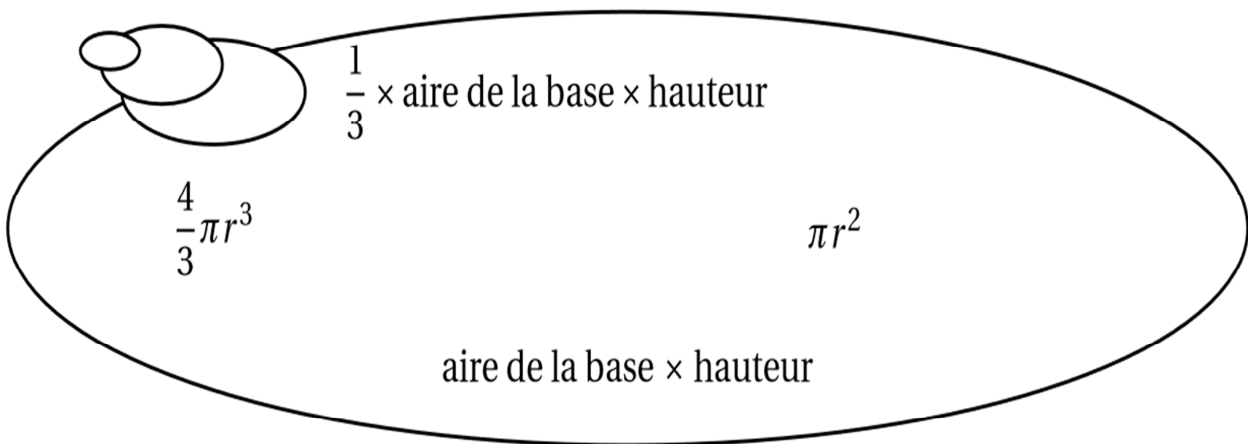 1/3 × aire de la base × hauteur
4/3 πr³
πr²
aire de la base × hauteur